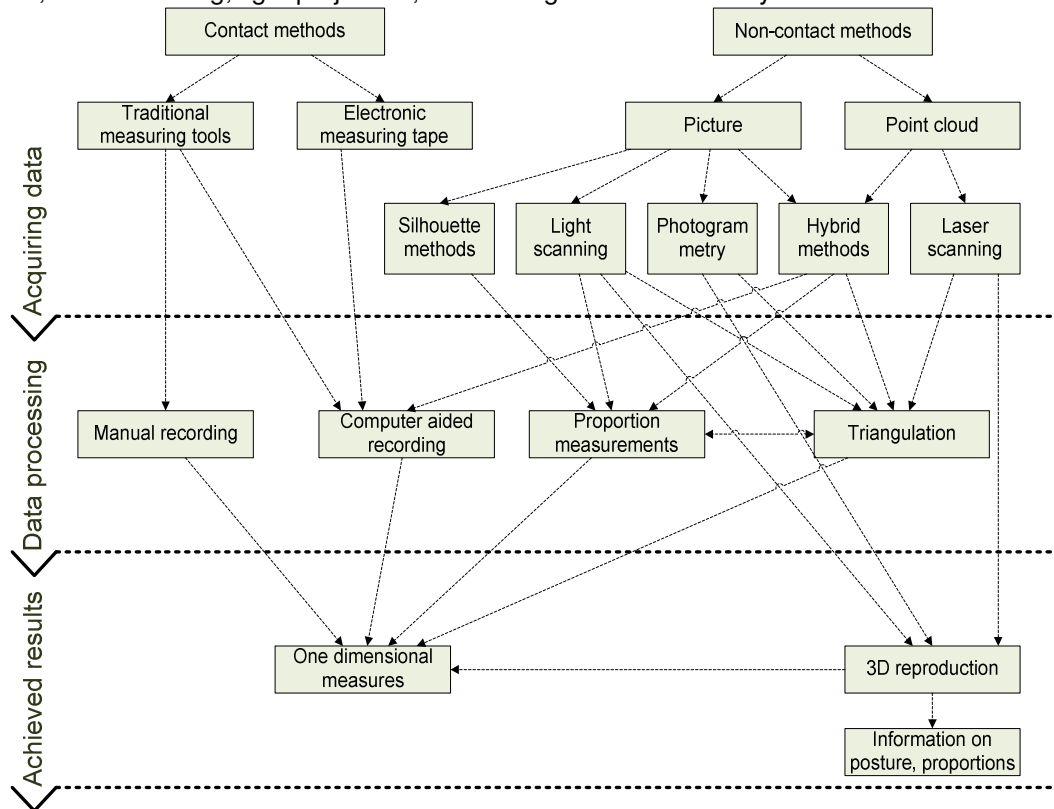 Contact methods
Non-contact methods
Traditional
measuring tools
Electronic
measuring tape
Picture
Point cloud
Acquiring data
Silhouette
methods
Light
scanning
Photogram
metry
Hybrid
methods
Laser
scanning
Data processing
Manual recording
Computer aided
recording
Proportion
measurements
Triangulation
Achieved results
One dimensional
measures
3D reproduction
Information on
posture, proportions